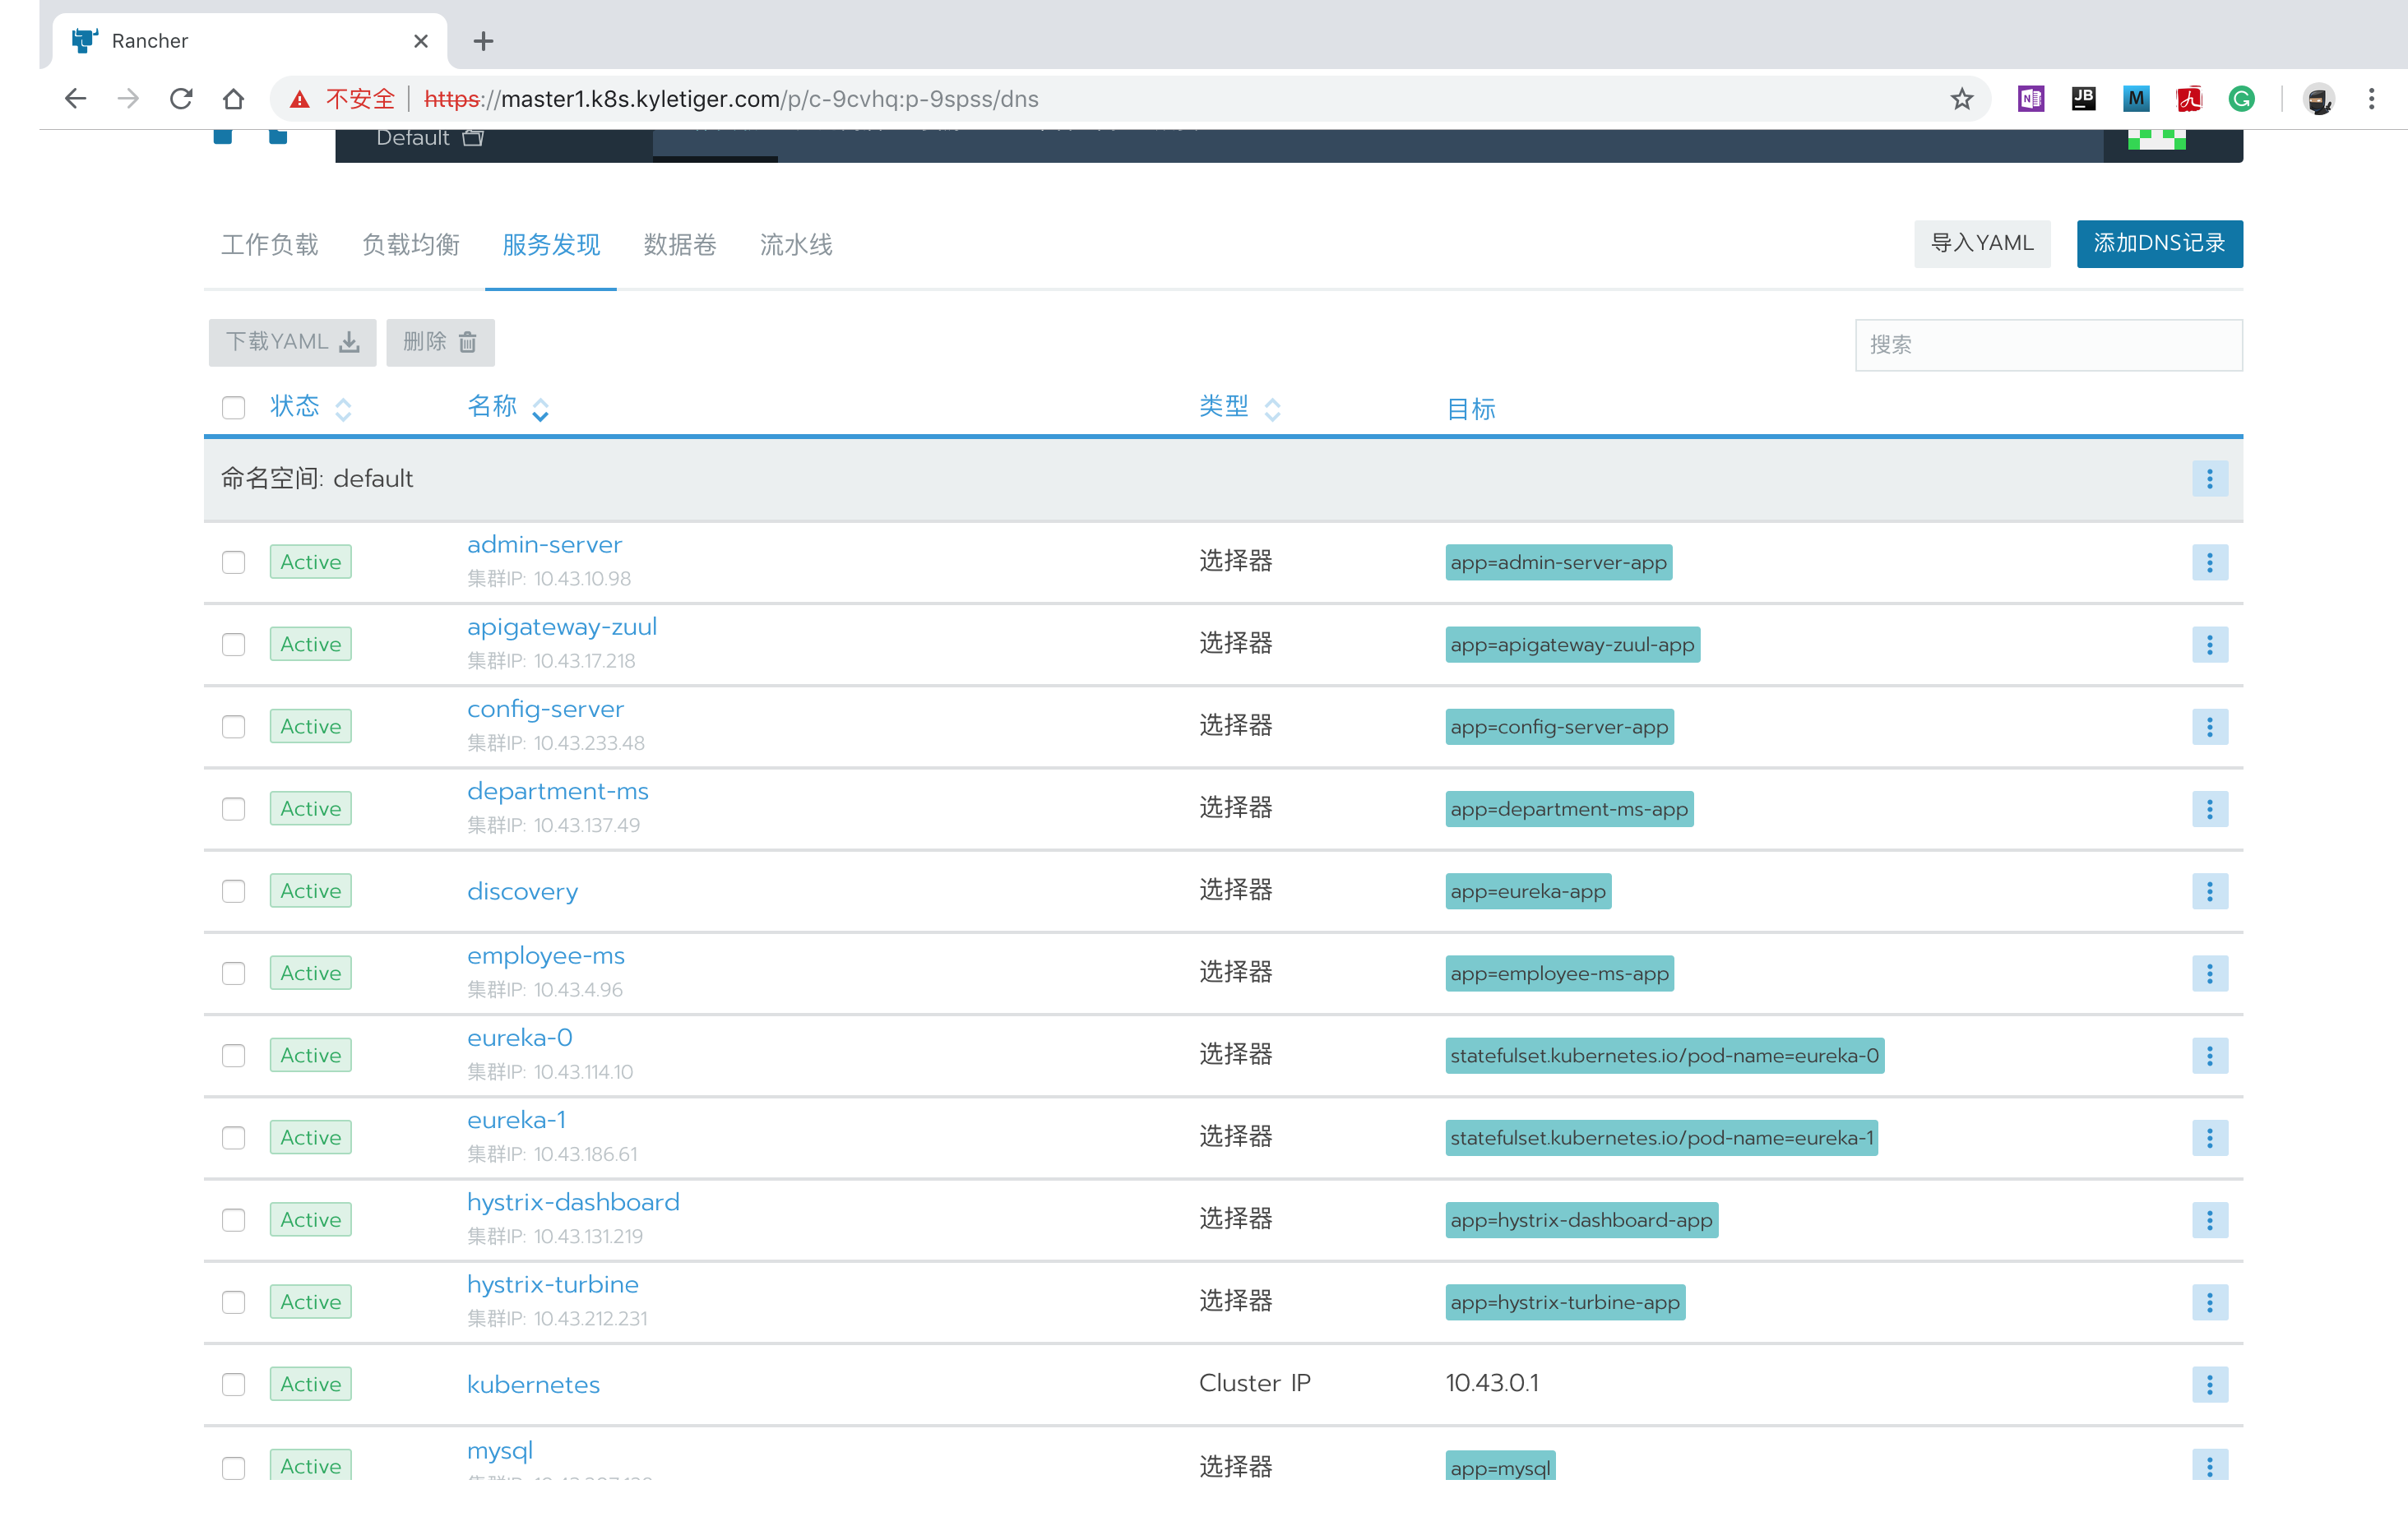 Rancher
不安全 https://master1.k8s.kyletiger.com/p/c-9cvhq:p-9spss/dns
Default
工作负载 负载均衡 服务发现 数据卷 流水线 导入YAML 添加DNS记录
下载YAML 删除 搜索
状态 名称 类型 目标
命名空间: default
Active admin-server 选择器 app=admin-server-app
集群IP: 10.43.10.98
Active apigateway-zuul 选择器 app=apigateway-zuul-app
集群IP: 10.43.17.218
Active config-server 选择器 app=config-server-app
集群IP: 10.43.233.48
Active department-ms 选择器 app=department-ms-app
集群IP: 10.43.137.49
Active discovery 选择器 app=eureka-app
Active employee-ms 选择器 app=employee-ms-app
集群IP: 10.43.4.96
Active eureka-0 选择器 statefulset.kubernetes.io/pod-name=eureka-0
集群IP: 10.43.114.10
Active eureka-1 选择器 statefulset.kubernetes.io/pod-name=eureka-1
集群IP: 10.43.186.61
Active hystrix-dashboard 选择器 app=hystrix-dashboard-app
集群IP: 10.43.131.219
Active hystrix-turbine 选择器 app=hystrix-turbine-app
集群IP: 10.43.212.231
Active kubernetes Cluster IP 10.43.0.1
Active mysql 选择器 app=mysql